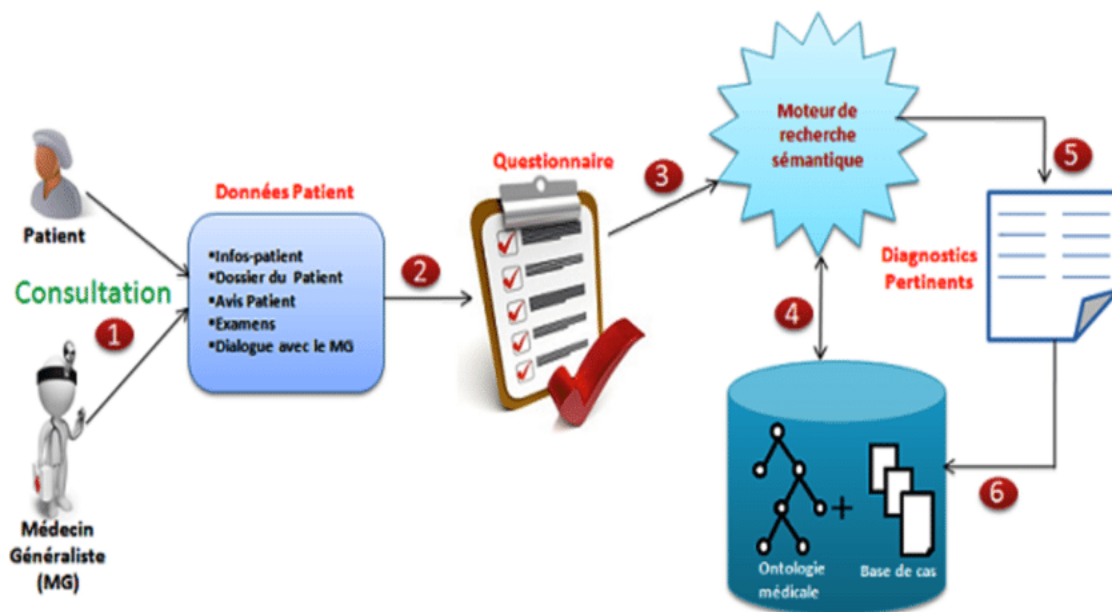 Patient
Consultation
1
Médecin
Généraliste
(MG)
Données Patient
▪Infos-patient
▪Dossier du Patient
▪Avis Patient
▪Examens
▪Dialogue avec le MG
2
Questionnaire
3
Moteur de
recherche
sémantique
4
5
Diagnostics
Pertinents
6
+
Ontologie
médicale
Base de cas